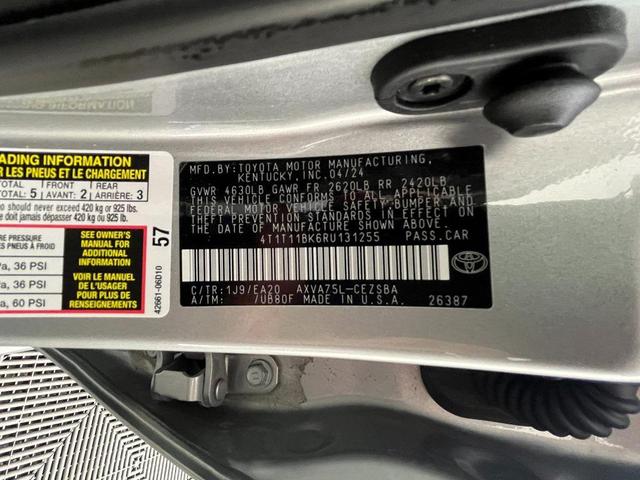 ADING INFORMATION
R LES PNEUS ET LE CHARGEMENT
TOTAL 5 FRONT AVANT: 2 REAR ARRIÈRE: 3
should never exceed 420 kg or 925 lbs.
e doit jamais dépasser 420 kg ou 925 lb.
SEE OWNER'S
MANUAL FOR
ADDITIONAL
INFORMATION
VOIR LE MANUEL
DE L'USAGER
POUR PLUS DE
RENSEIGNEMENTS
a, 36 PSI
a, 36 PSI
a, 60 PSI
57
42661-06D10
MFD.BY:TOYOTA MOTOR MANUFACTURING,
KENTUCKY,INC.04/24
GVWR 4630LB GAWR FR 2620LB RR 2420LB
THIS VEHICLE CONFORMS TO ALL APPLICABLE
FEDERAL MOTOR VEHICLE SAFETY,BUMPER AND
THEFT PREVENTION STANDARDS IN EFFECT ON
THE DATE OF MANUFACTURE SHOWN ABOVE.
4T1T11BK6RU131255 PASS.CAR
C/TR:1J9/EA20 AXVA75L-CEZSBA
A/TM: /UB80F MADE IN U.S.A. 26387